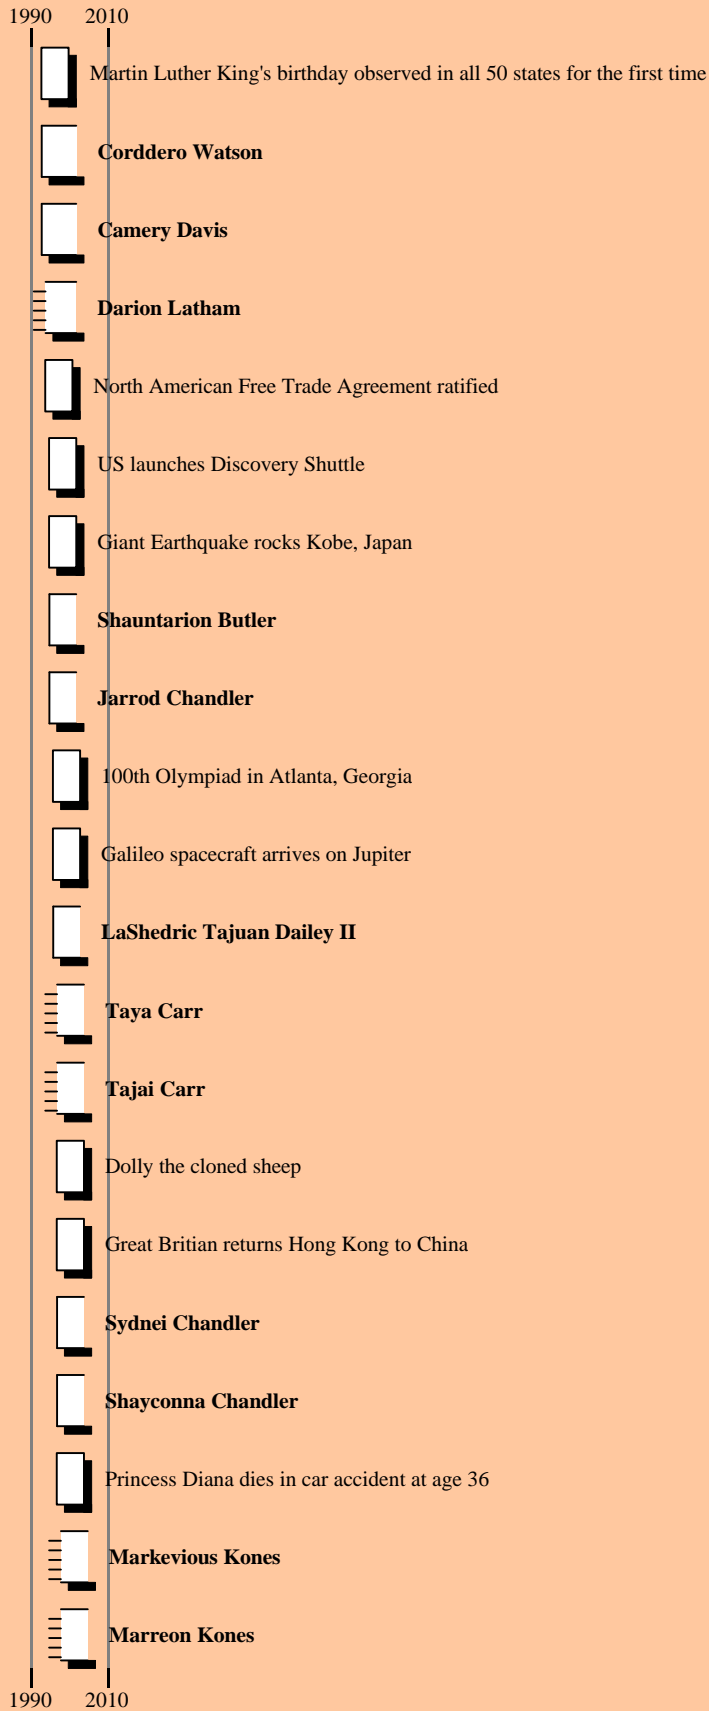 1990 2010
Martin Luther King's birthday observed in all 50 states for the first time
Corddero Watson
Camery Davis
Darion Latham
North American Free Trade Agreement ratified
US launches Discovery Shuttle
Giant Earthquake rocks Kobe, Japan
Shauntarion Butler
Jarrod Chandler
100th Olympiad in Atlanta, Georgia
Galileo spacecraft arrives on Jupiter
LaShedric Tajuan Dailey II
Taya Carr
Tajai Carr
Dolly the cloned sheep
Great Britian returns Hong Kong to China
Sydnei Chandler
Shayconna Chandler
Princess Diana dies in car accident at age 36
Markevious Kones
Marreon Kones
1990 2010